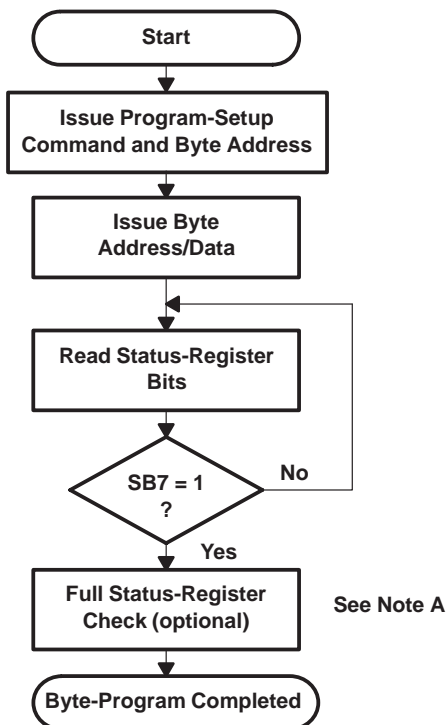 Start
Issue Program-Setup
Command and Byte Address
Issue Byte
Address/Data
Read Status-Register
Bits
SB7 = 1
?
No
Yes
Full Status-Register
Check (optional)
See Note A
Byte-Program Completed